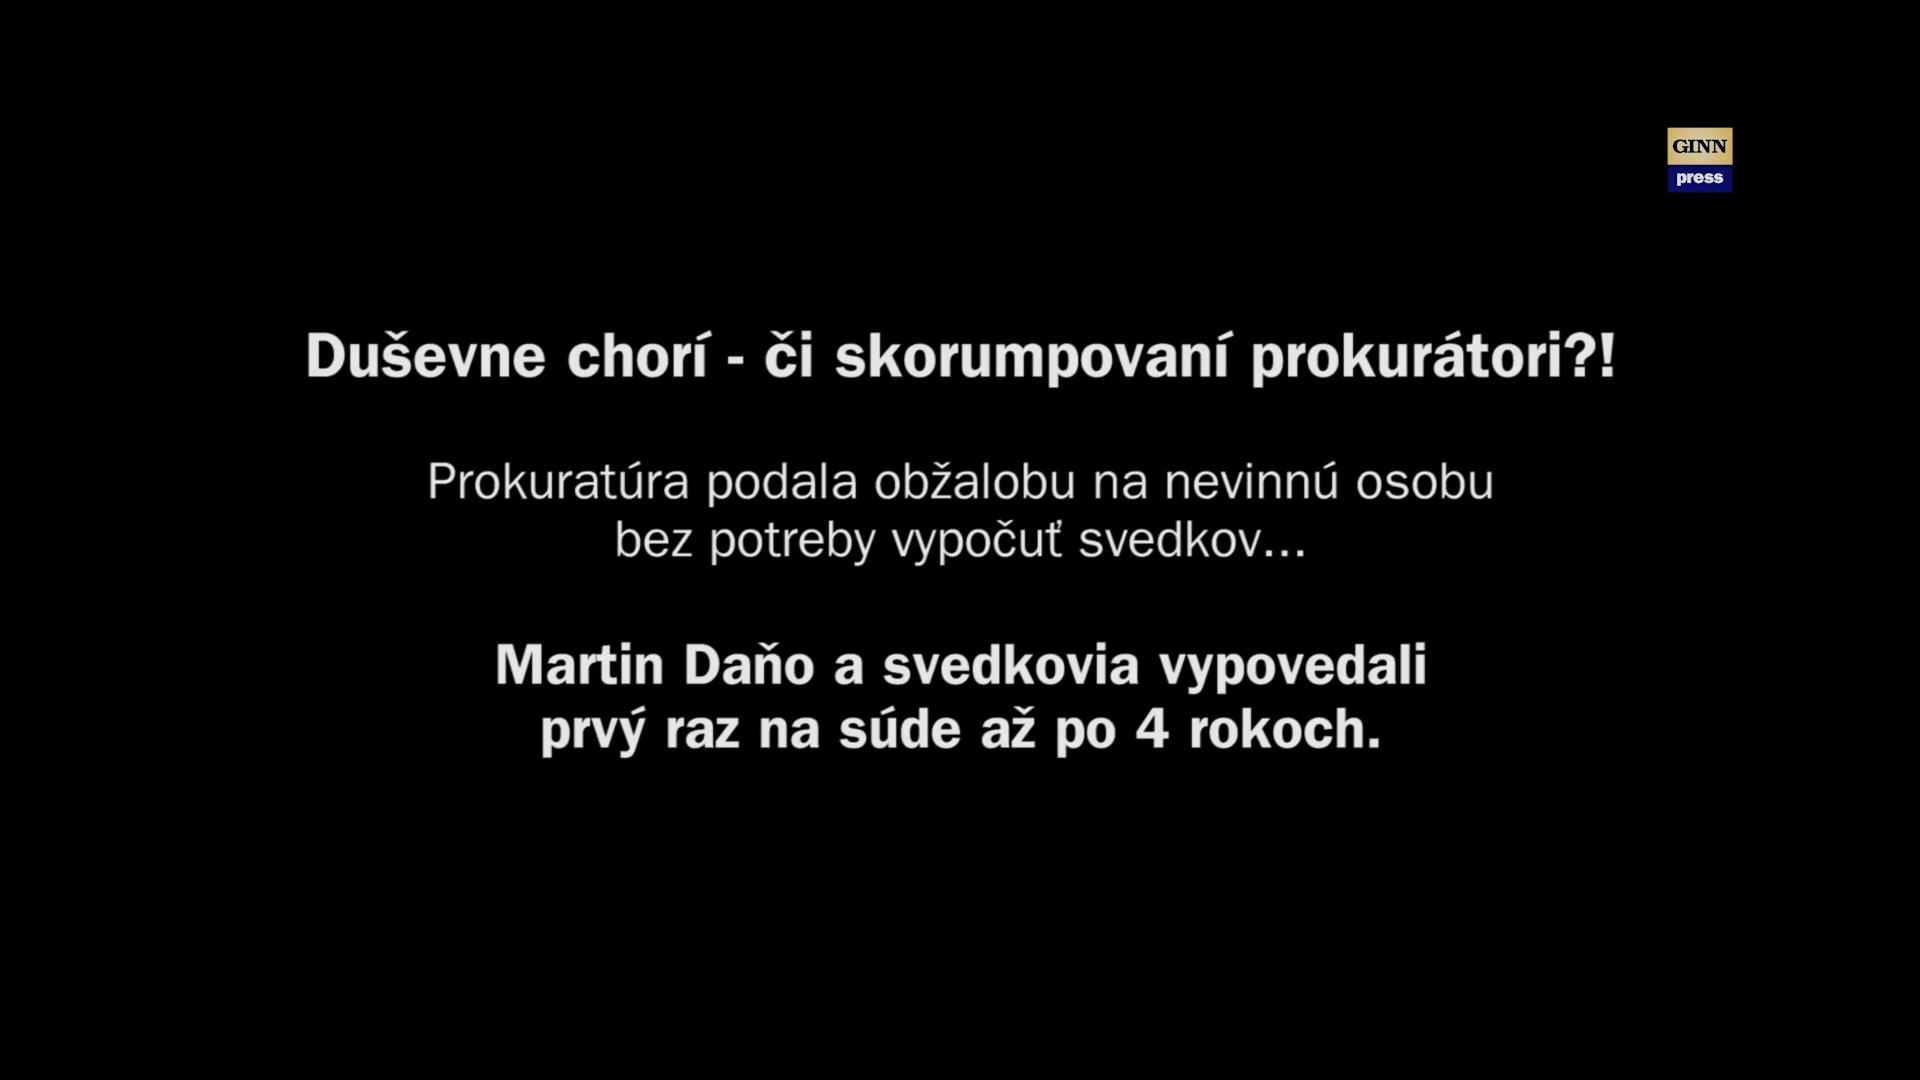 GINN
press
Duševne chorí - či skorumpovaní prokurátori?!
Prokuratúra podala obžalobu na nevinnú osobu
bez potreby vypočuť svedkov...
Martin Daňo a svedkovia vypovedali
prvý raz na súde až po 4 rokoch.